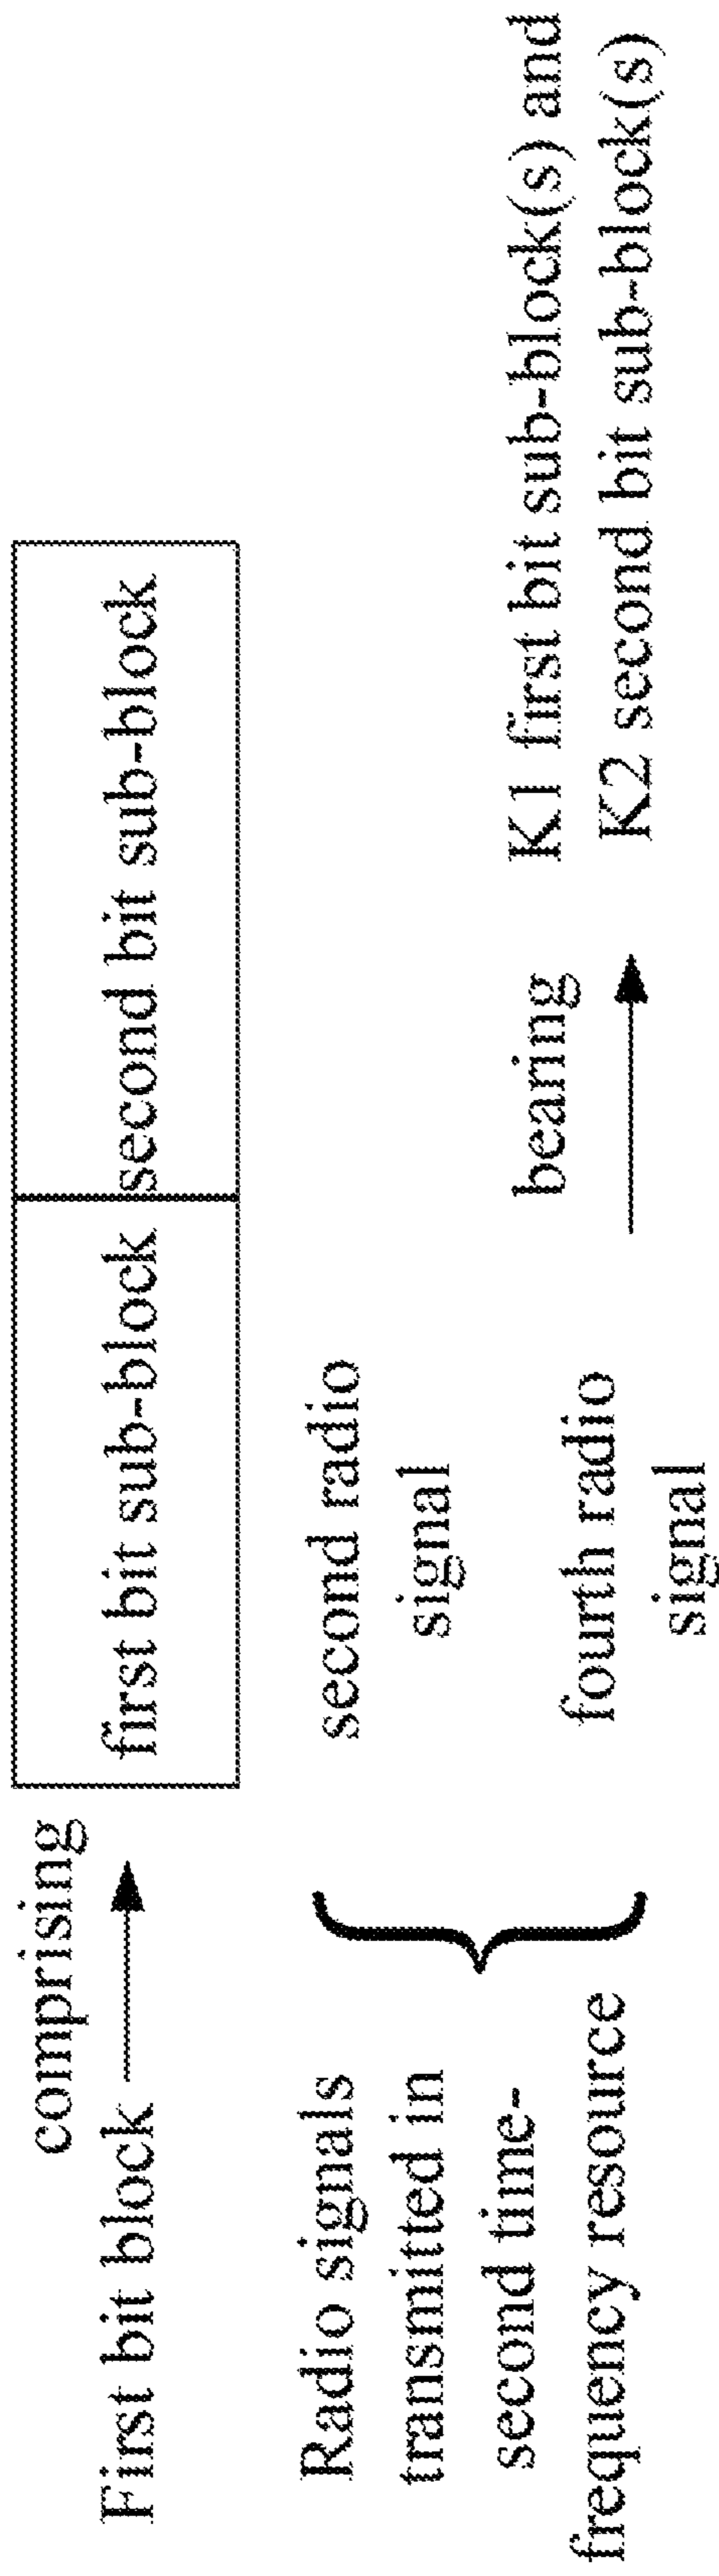 comprising
First bit block
first bit sub-block
second bit sub-block
Radio signals
transmitted in
second time-
frequency resource
second radio
signal
fourth radio
signal
bearing
K1 first bit sub-block(s) and
K2 second bit sub-block(s)